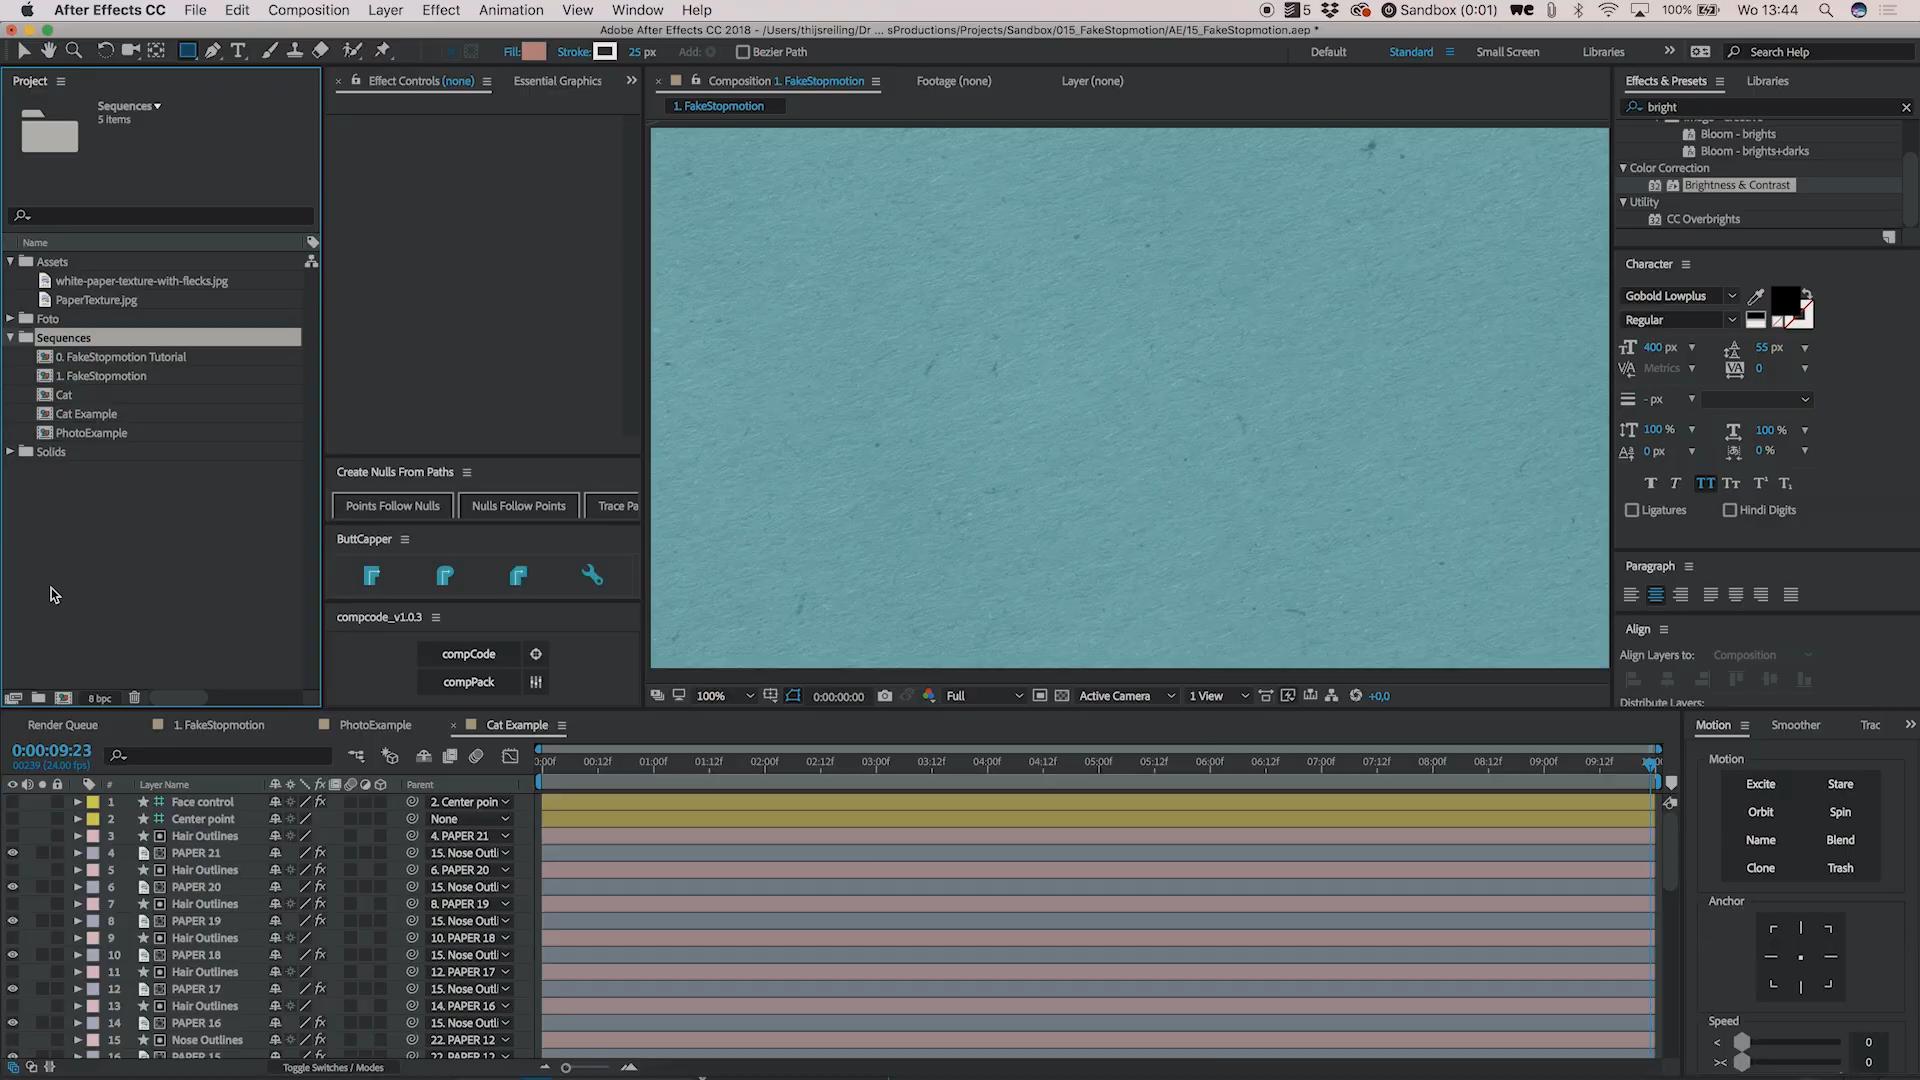 After Effects CC File Edit Composition Layer Effect Animation View Window Help 5 Sandbox (0:01) 100% Wo 13:44
Adobe After Effects CC 2018 - /Users/thijsreiling/Dr ... sProductions/Projects/Sandbox/015_FakeStopmotion/AE/15_FakeStopmotion.aep *
Fill: Stroke: 25 px Add: Bezier Path Default Standard Small Screen Libraries Search Help
Project
Sequences
5 items
Name
Assets
white-paper-texture-with-flecks.jpg
PaperTexture.jpg
Foto
Sequences
0. FakeStopmotion Tutorial
1. FakeStopmotion
Cat
Cat Example
PhotoExample
Solids
8 bpc
Effect Controls (none) Essential Graphics
Create Nulls From Paths
Points Follow Nulls Nulls Follow Points Trace Pa
ButtCapper
compcode_v1.0.3
compCode
compPack
Composition 1. FakeStopmotion Footage (none) Layer (none)
1. FakeStopmotion
100% 0:00:00:00 Full Active Camera 1 View +0,0
Effects & Presets Libraries
bright
Bloom - brights
Bloom - brights+darks
Color Correction
Brightness & Contrast
Utility
CC Overbrights
Character
Gobold Lowplus
Regular
400 px 55 px
Metrics 0
- px
100 % 100 %
0 px 0 %
Ligatures Hindi Digits
Paragraph
Align
Align Layers to: Composition
Distribute Layers:
Render Queue 1. FakeStopmotion PhotoExample Cat Example
0:00:09:23
00239 (24.00 fps)
:00f 00:12f 01:00f 01:12f 02:00f 02:12f 03:00f 03:12f 04:00f 04:12f 05:00f 05:12f 06:00f 06:12f 07:00f 07:12f 08:00f 08:12f 09:00f 09:12f
# Layer Name Parent
1 Face control 2. Center poin
2 Center point None
3 Hair Outlines 4. PAPER 21
4 PAPER 21 15. Nose Outli
5 Hair Outlines 6. PAPER 20
6 PAPER 20 15. Nose Outli
7 Hair Outlines 8. PAPER 19
8 PAPER 19 15. Nose Outli
9 Hair Outlines 10. PAPER 18
10 PAPER 18 15. Nose Outli
11 Hair Outlines 12. PAPER 17
12 PAPER 17 15. Nose Outli
13 Hair Outlines 14. PAPER 16
14 PAPER 16 15. Nose Outli
15 Nose Outlines 22. PAPER 12
16 PAPER 15 22. PAPER 12
Toggle Switches / Modes
Motion Smoother Trac
Motion
Excite Stare
Orbit Spin
Name Blend
Clone Trash
Anchor
Speed
< 0
>< 0